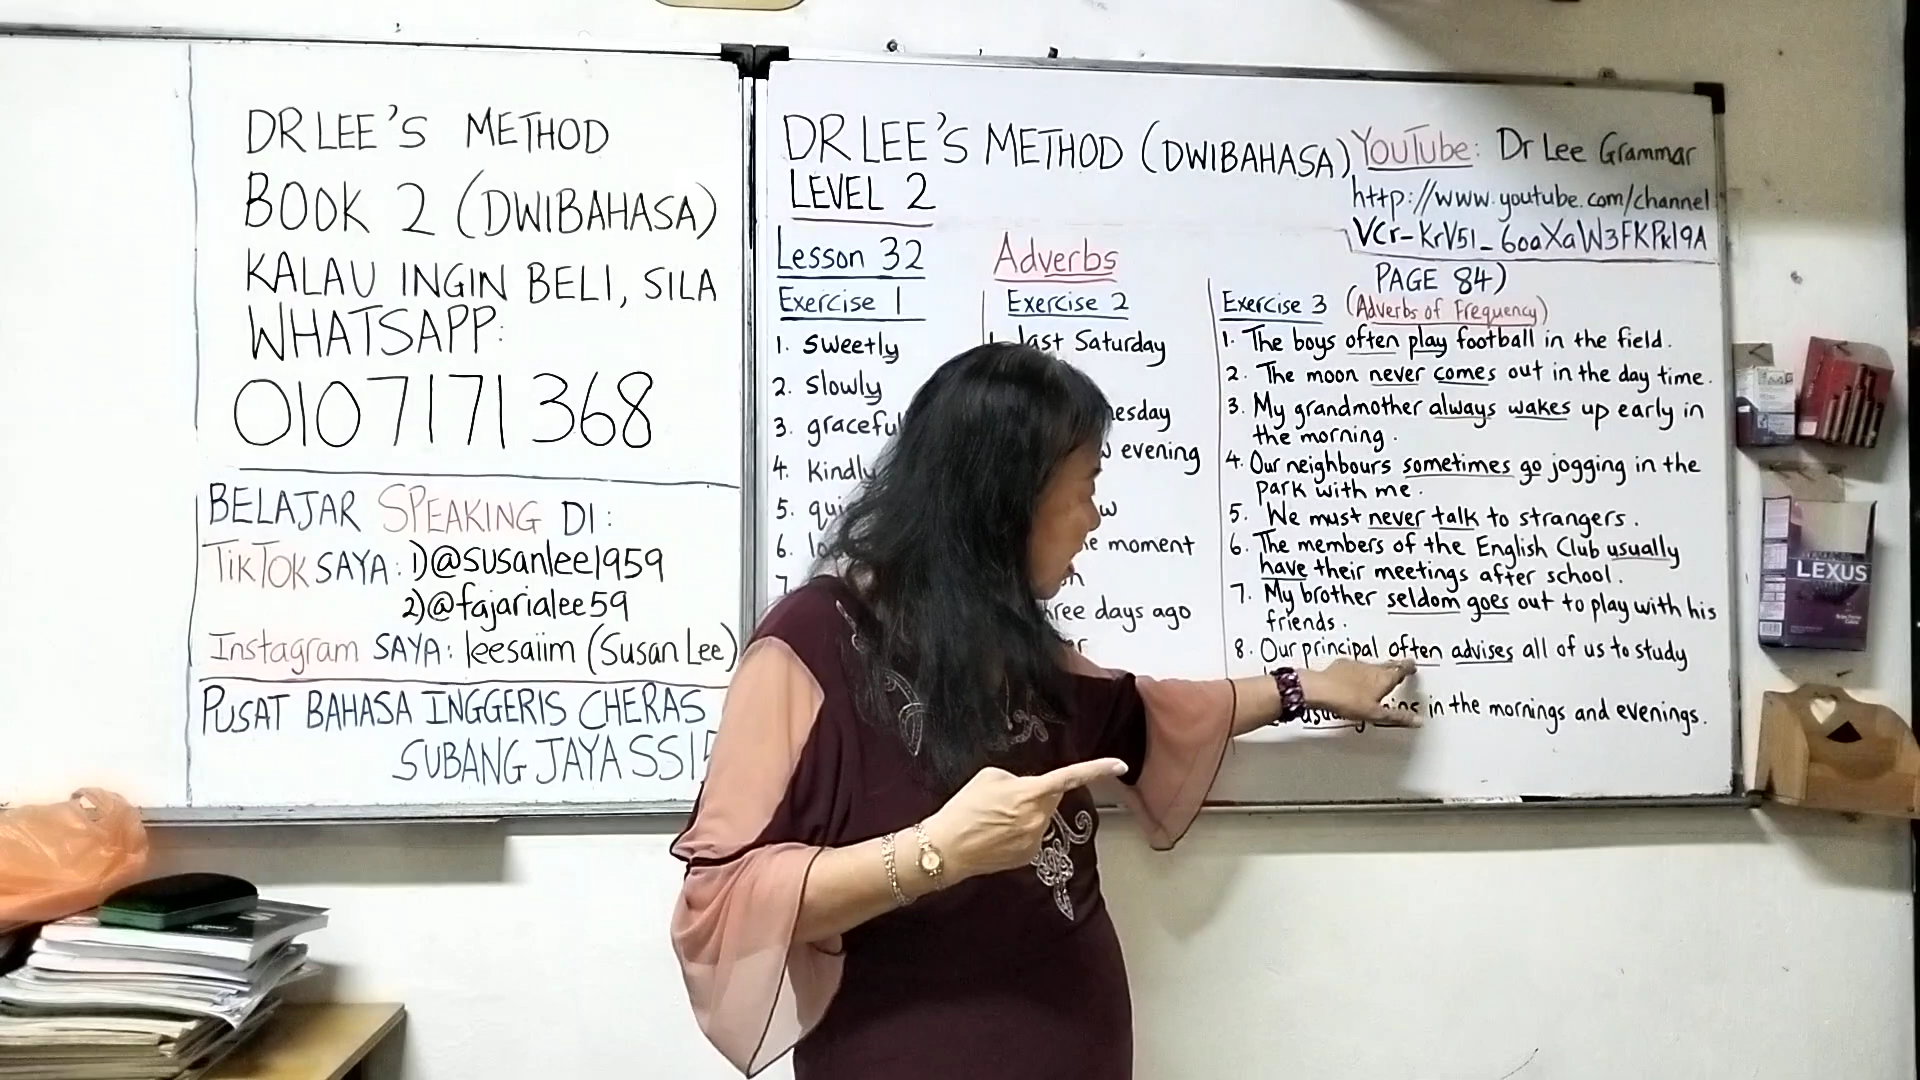 DR LEE'S METHOD
BOOK 2 (DWIBAHASA)
KALAU INGIN BELI, SILA
WHATSAPP:
0107171368
BELAJAR SPEAKING DI:
TIKTOK SAYA: 1)@susanlee1959
2)@fajarialee59
Instagram SAYA: leesaiim (Susan Lee)
PUSAT BAHASA INGGERIS CHERAS
SUBANG JAYA
DR LEE'S METHOD (DWIBAHASA)
LEVEL 2
YouTube: Dr Lee Grammar
http://www.youtube.com/channel
VCr-KrV51_60aXaW3FKPK19A
PAGE 84)
Lesson 32 Adverbs
Exercise 1
1. sweetly
2. slowly
3.
4. kindly
5.
6.
7.
Exercise 2
last Saturday
evening
moment
three days ago
Exercise 3 (Adverbs of Frequency)
1. The boys often play football in the field.
2. The moon never comes out in the day time.
3. My grandmother always wakes up early in
the morning.
4. Our neighbours sometimes go jogging in the
park with me.
5. We must never talk to strangers.
6. The members of the English Club usually
have their meetings after school.
7. My brother seldom goes out to play with his
friends.
8. Our principal often advises all of us to study
usually in the mornings and evenings.
LEXUS